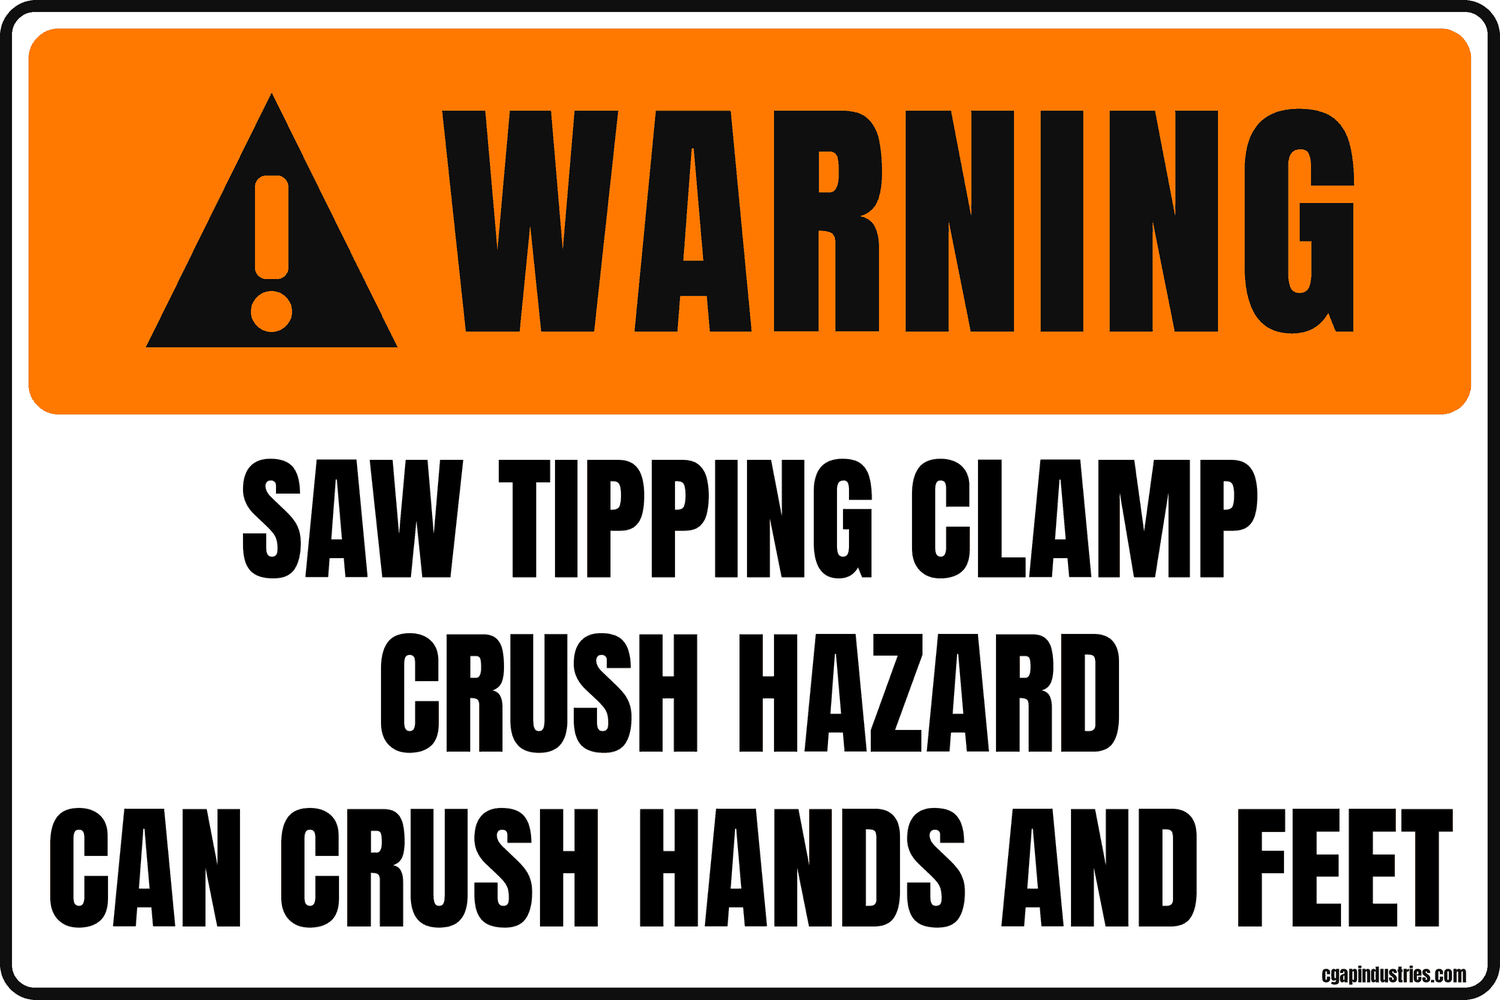 WARNING
SAW TIPPING CLAMP
CRUSH HAZARD
CAN CRUSH HANDS AND FEET
cgapindustries.com